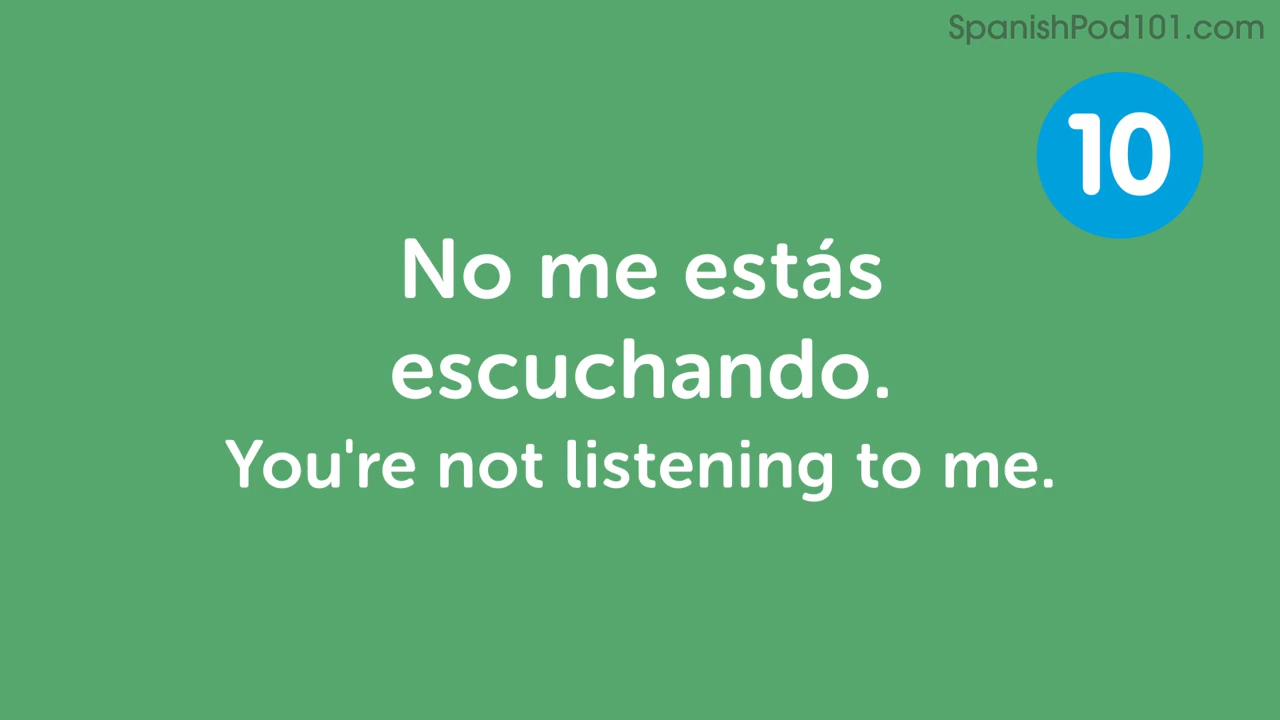 SpanishPod101.com
10
No me estás
escuchando.
You're not listening to me.